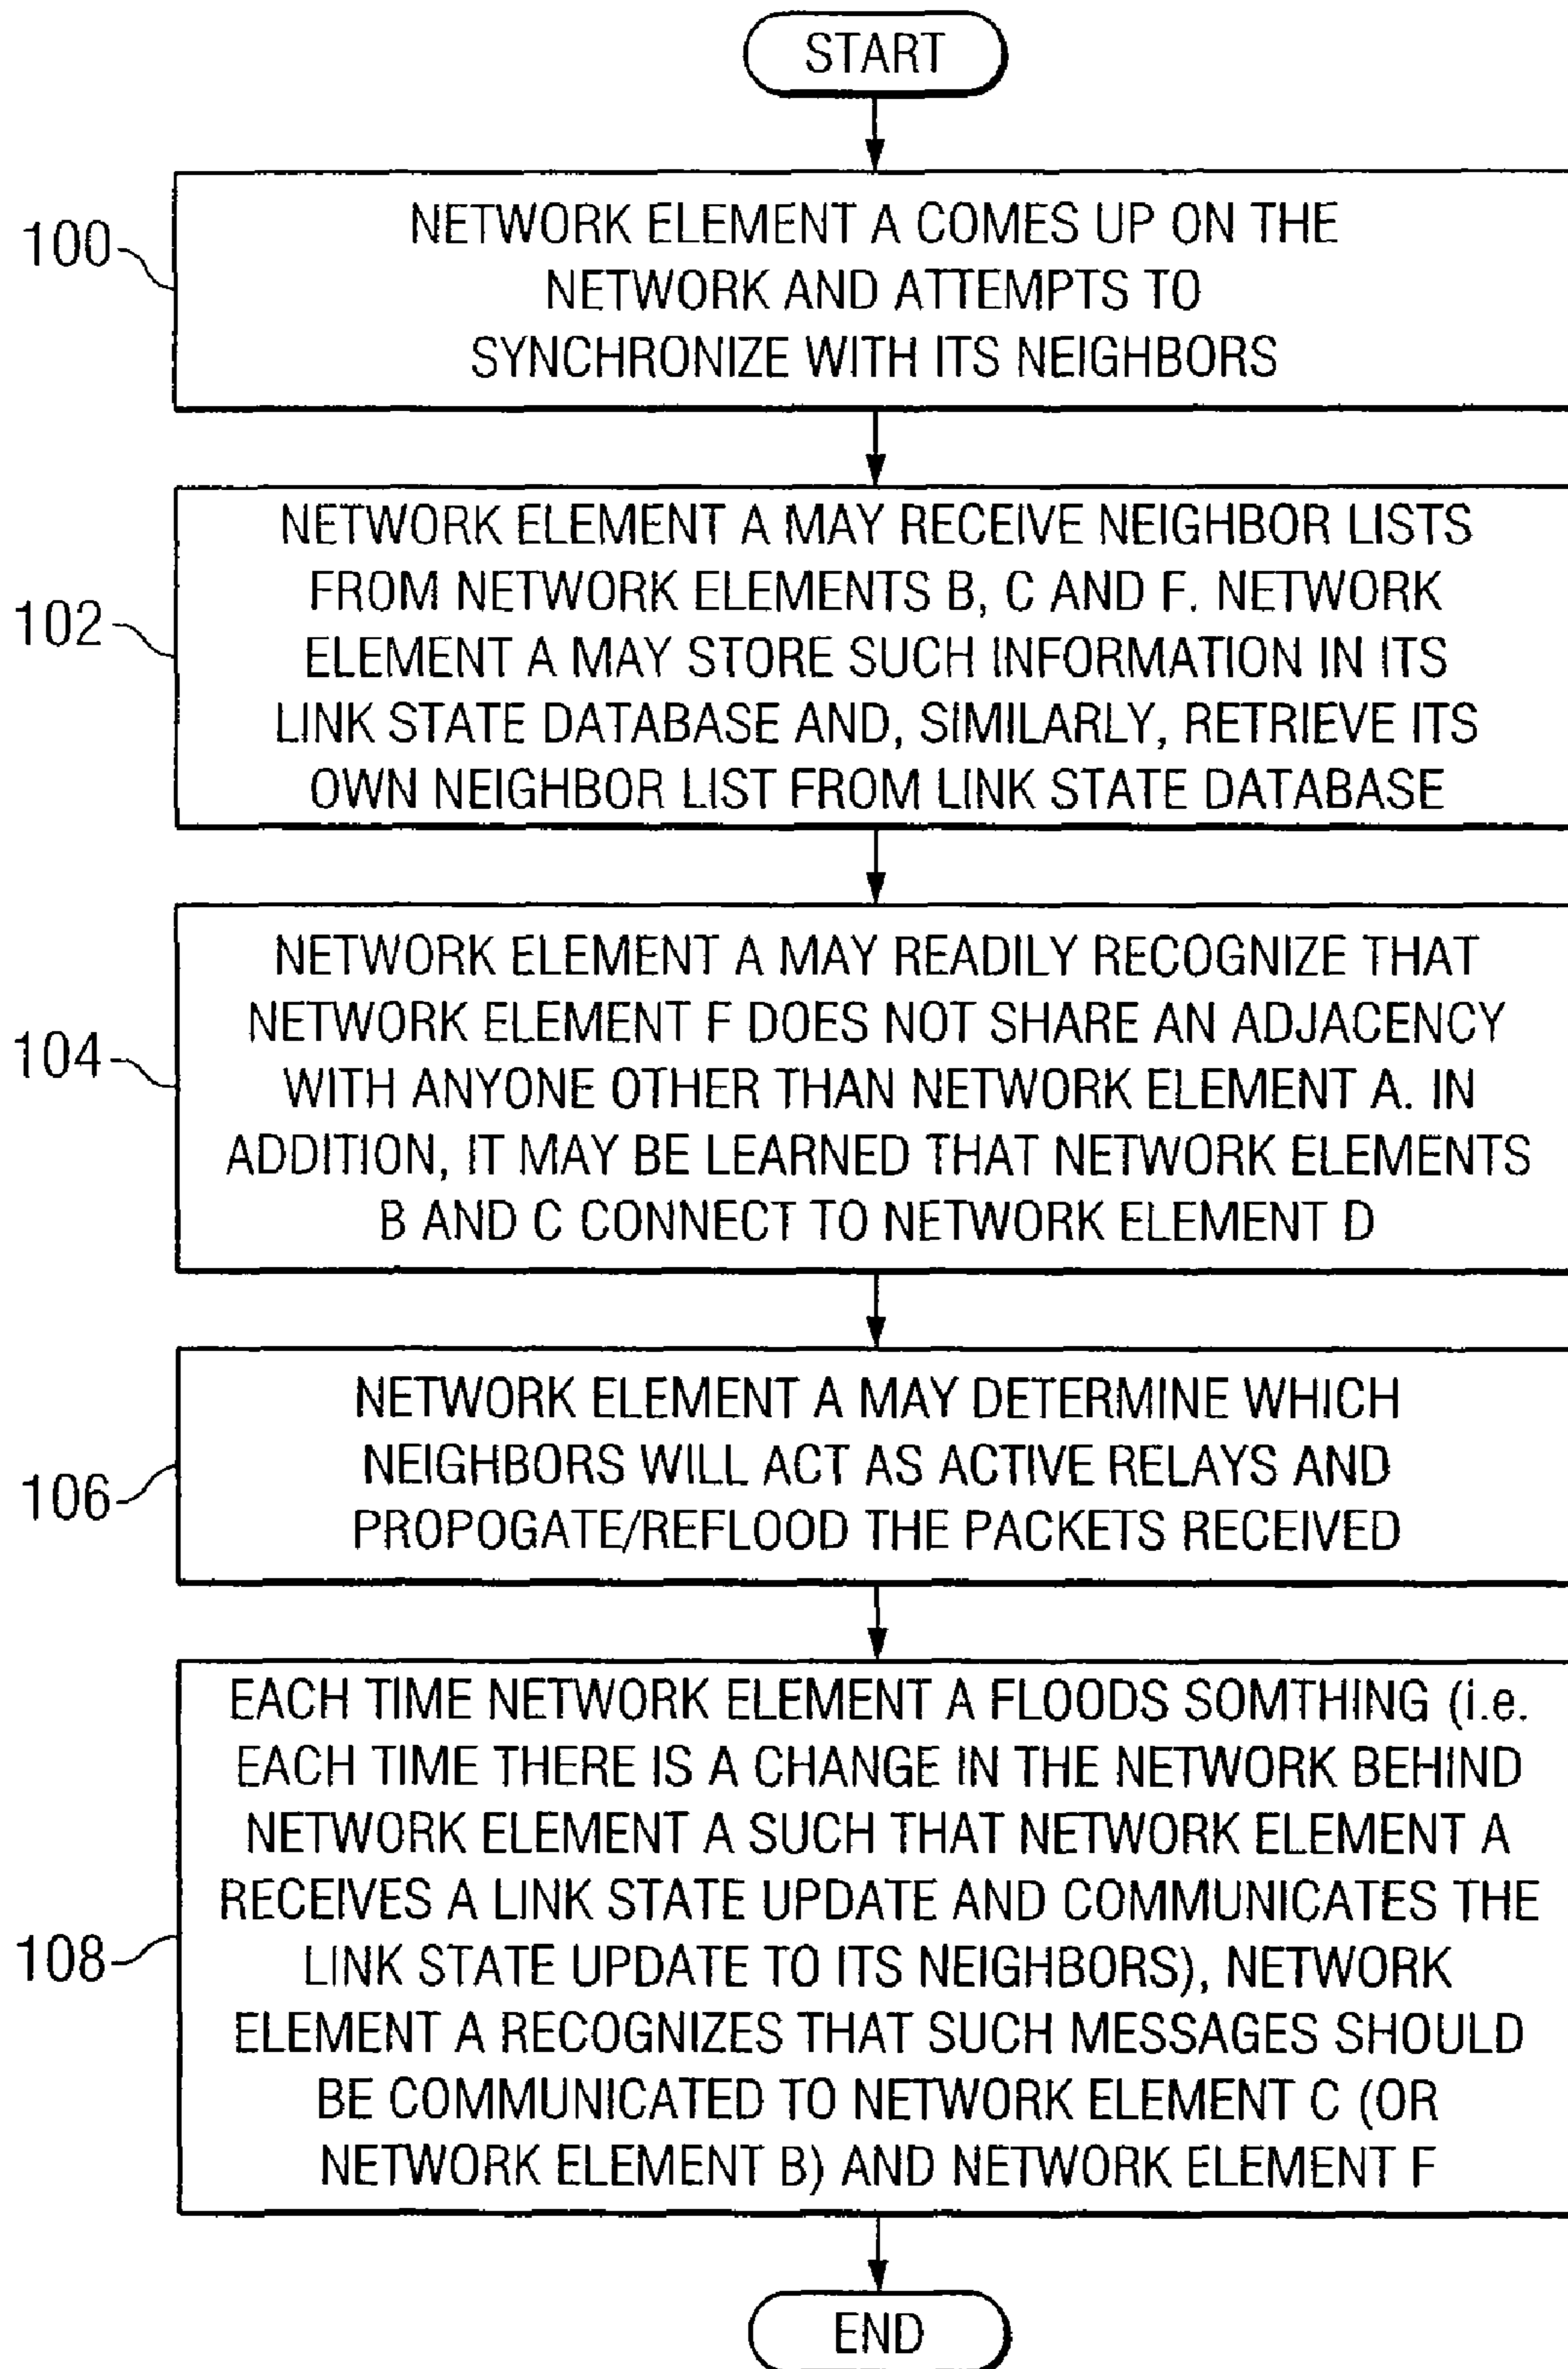 START
100
NETWORK ELEMENT A COMES UP ON THE
NETWORK AND ATTEMPTS TO
SYNCHRONIZE WITH ITS NEIGHBORS
102
NETWORK ELEMENT A MAY RECEIVE NEIGHBOR LISTS
FROM NETWORK ELEMENTS B, C AND F. NETWORK
ELEMENT A MAY STORE SUCH INFORMATION IN ITS
LINK STATE DATABASE AND, SIMILARLY, RETRIEVE ITS
OWN NEIGHBOR LIST FROM LINK STATE DATABASE
104
NETWORK ELEMENT A MAY READILY RECOGNIZE THAT
NETWORK ELEMENT F DOES NOT SHARE AN ADJACENCY
WITH ANYONE OTHER THAN NETWORK ELEMENT A. IN
ADDITION, IT MAY BE LEARNED THAT NETWORK ELEMENTS
B AND C CONNECT TO NETWORK ELEMENT D
106
NETWORK ELEMENT A MAY DETERMINE WHICH
NEIGHBORS WILL ACT AS ACTIVE RELAYS AND
PROPOGATE/REFLOOD THE PACKETS RECEIVED
108
EACH TIME NETWORK ELEMENT A FLOODS SOMTHING (i.e.
EACH TIME THERE IS A CHANGE IN THE NETWORK BEHIND
NETWORK ELEMENT A SUCH THAT NETWORK ELEMENT A
RECEIVES A LINK STATE UPDATE AND COMMUNICATES THE
LINK STATE UPDATE TO ITS NEIGHBORS), NETWORK
ELEMENT A RECOGNIZES THAT SUCH MESSAGES SHOULD
BE COMMUNICATED TO NETWORK ELEMENT C (OR
NETWORK ELEMENT B) AND NETWORK ELEMENT F
END